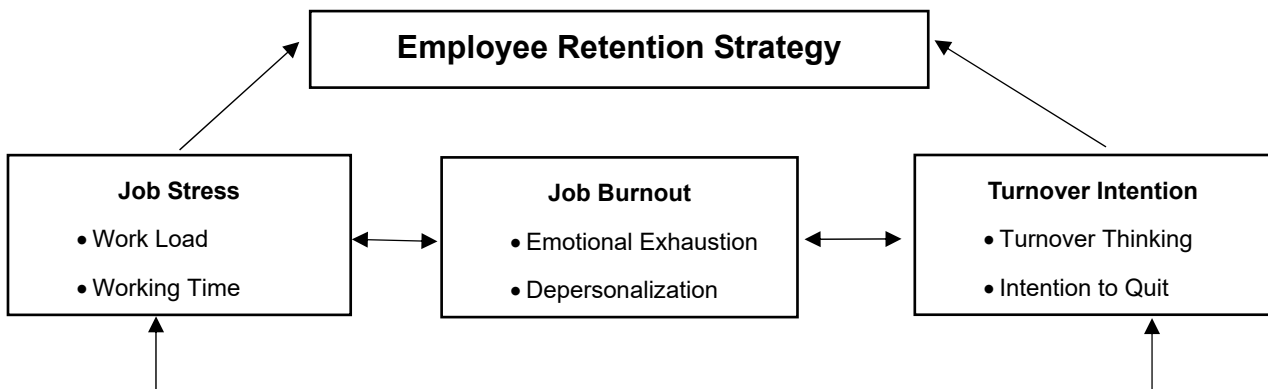 Employee Retention Strategy
Job Stress
• Work Load
• Working Time
Job Burnout
• Emotional Exhaustion
• Depersonalization
Turnover Intention
• Turnover Thinking
• Intention to Quit